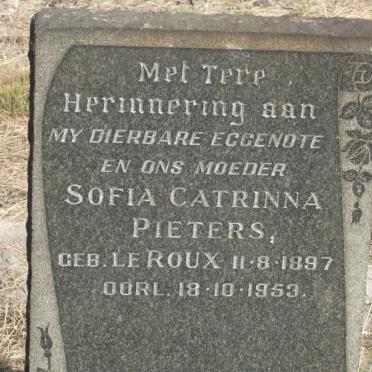 Met Tere
Herinnering aan
MY DIERBARE EGGENOTE
EN ONS MOEDER
SOFIA CATRINNA
PIETERS,
GEB. LE ROUX 11·8·1897
OORL. 18·10·1953.